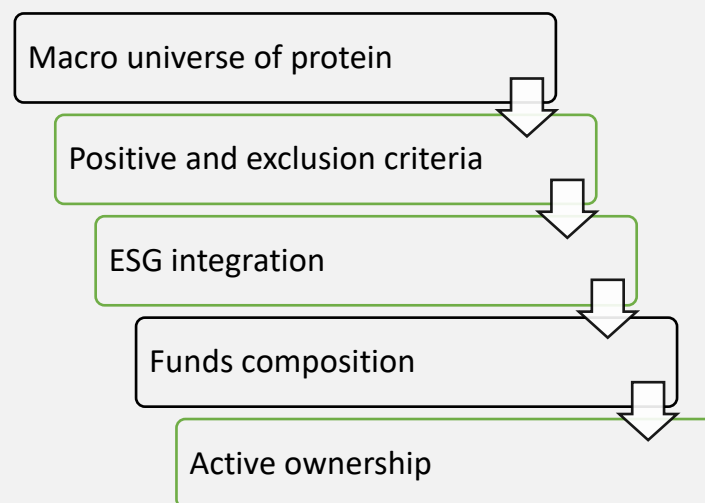 Macro universe of protein
Positive and exclusion criteria
ESG integration
Funds composition
Active ownership